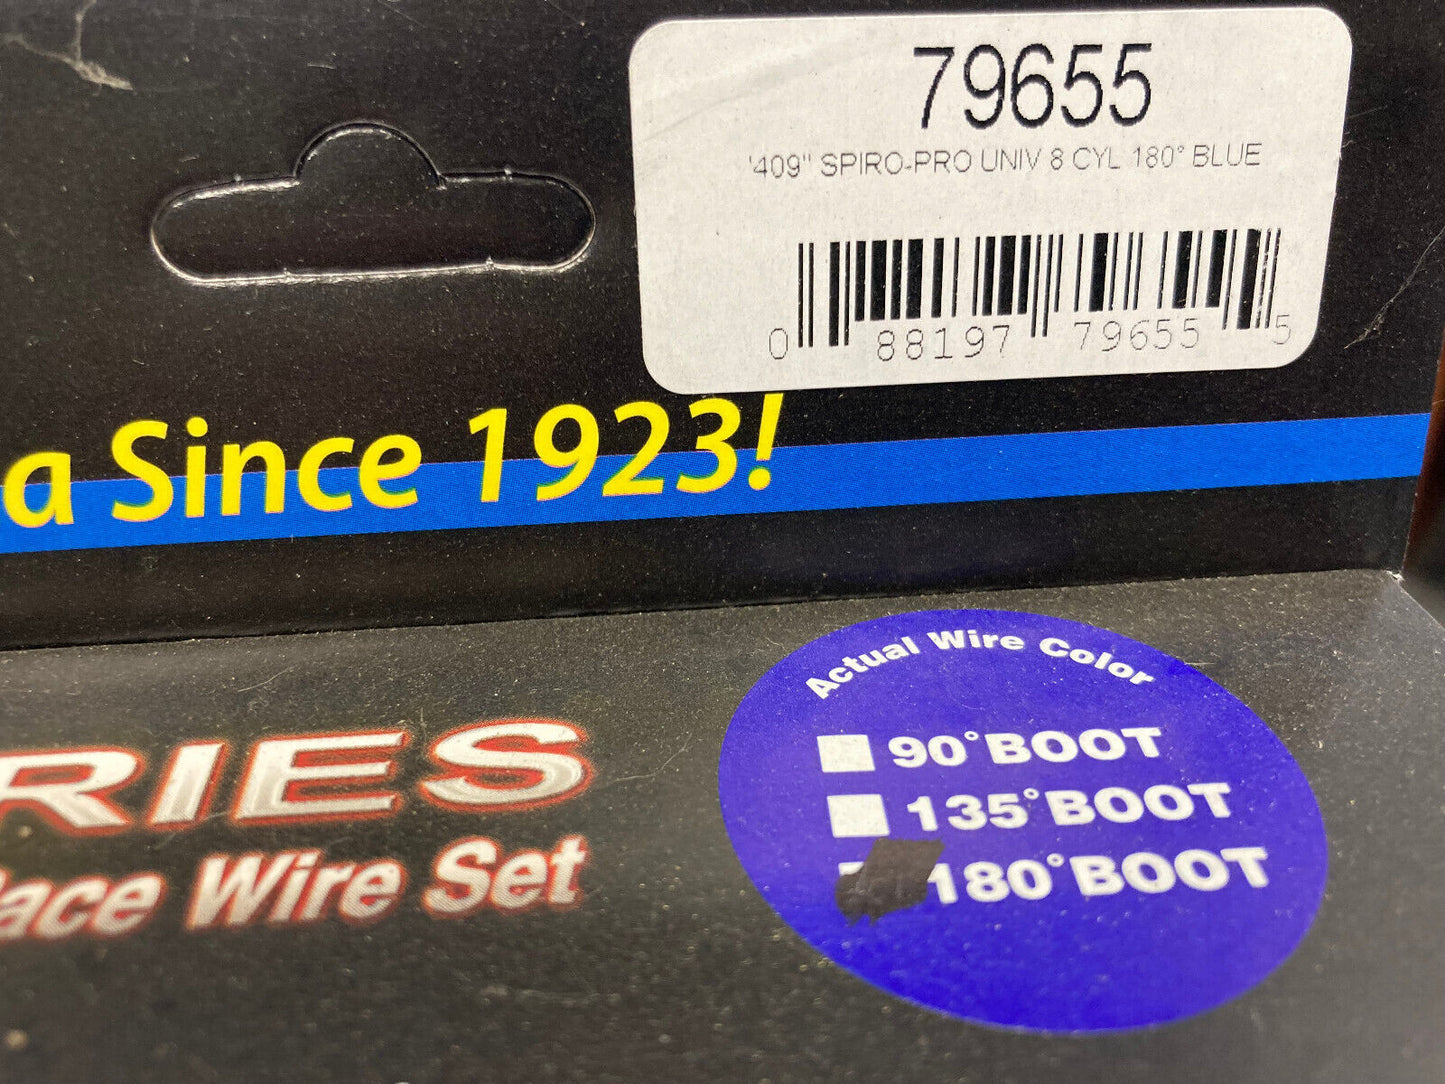 79655
'409" SPIRO-PRO UNIV 8 CYL 180° BLUE
0 88197 79655 5
a Since 1923!
RIES
ace Wire Set
Actual Wire Color
90° BOOT
135° BOOT
180° BOOT